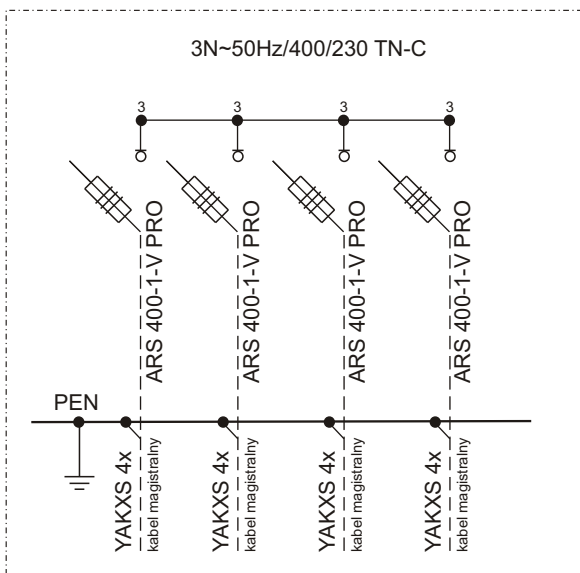 3N~50Hz/400/230 TN-C
3
3
3
3
ARS 400-1-V PRO
ARS 400-1-V PRO
ARS 400-1-V PRO
ARS 400-1-V PRO
PEN
YAKXS 4x
kabel magistralny
YAKXS 4x
kabel magistralny
YAKXS 4x
kabel magistralny
YAKXS 4x
kabel magistralny